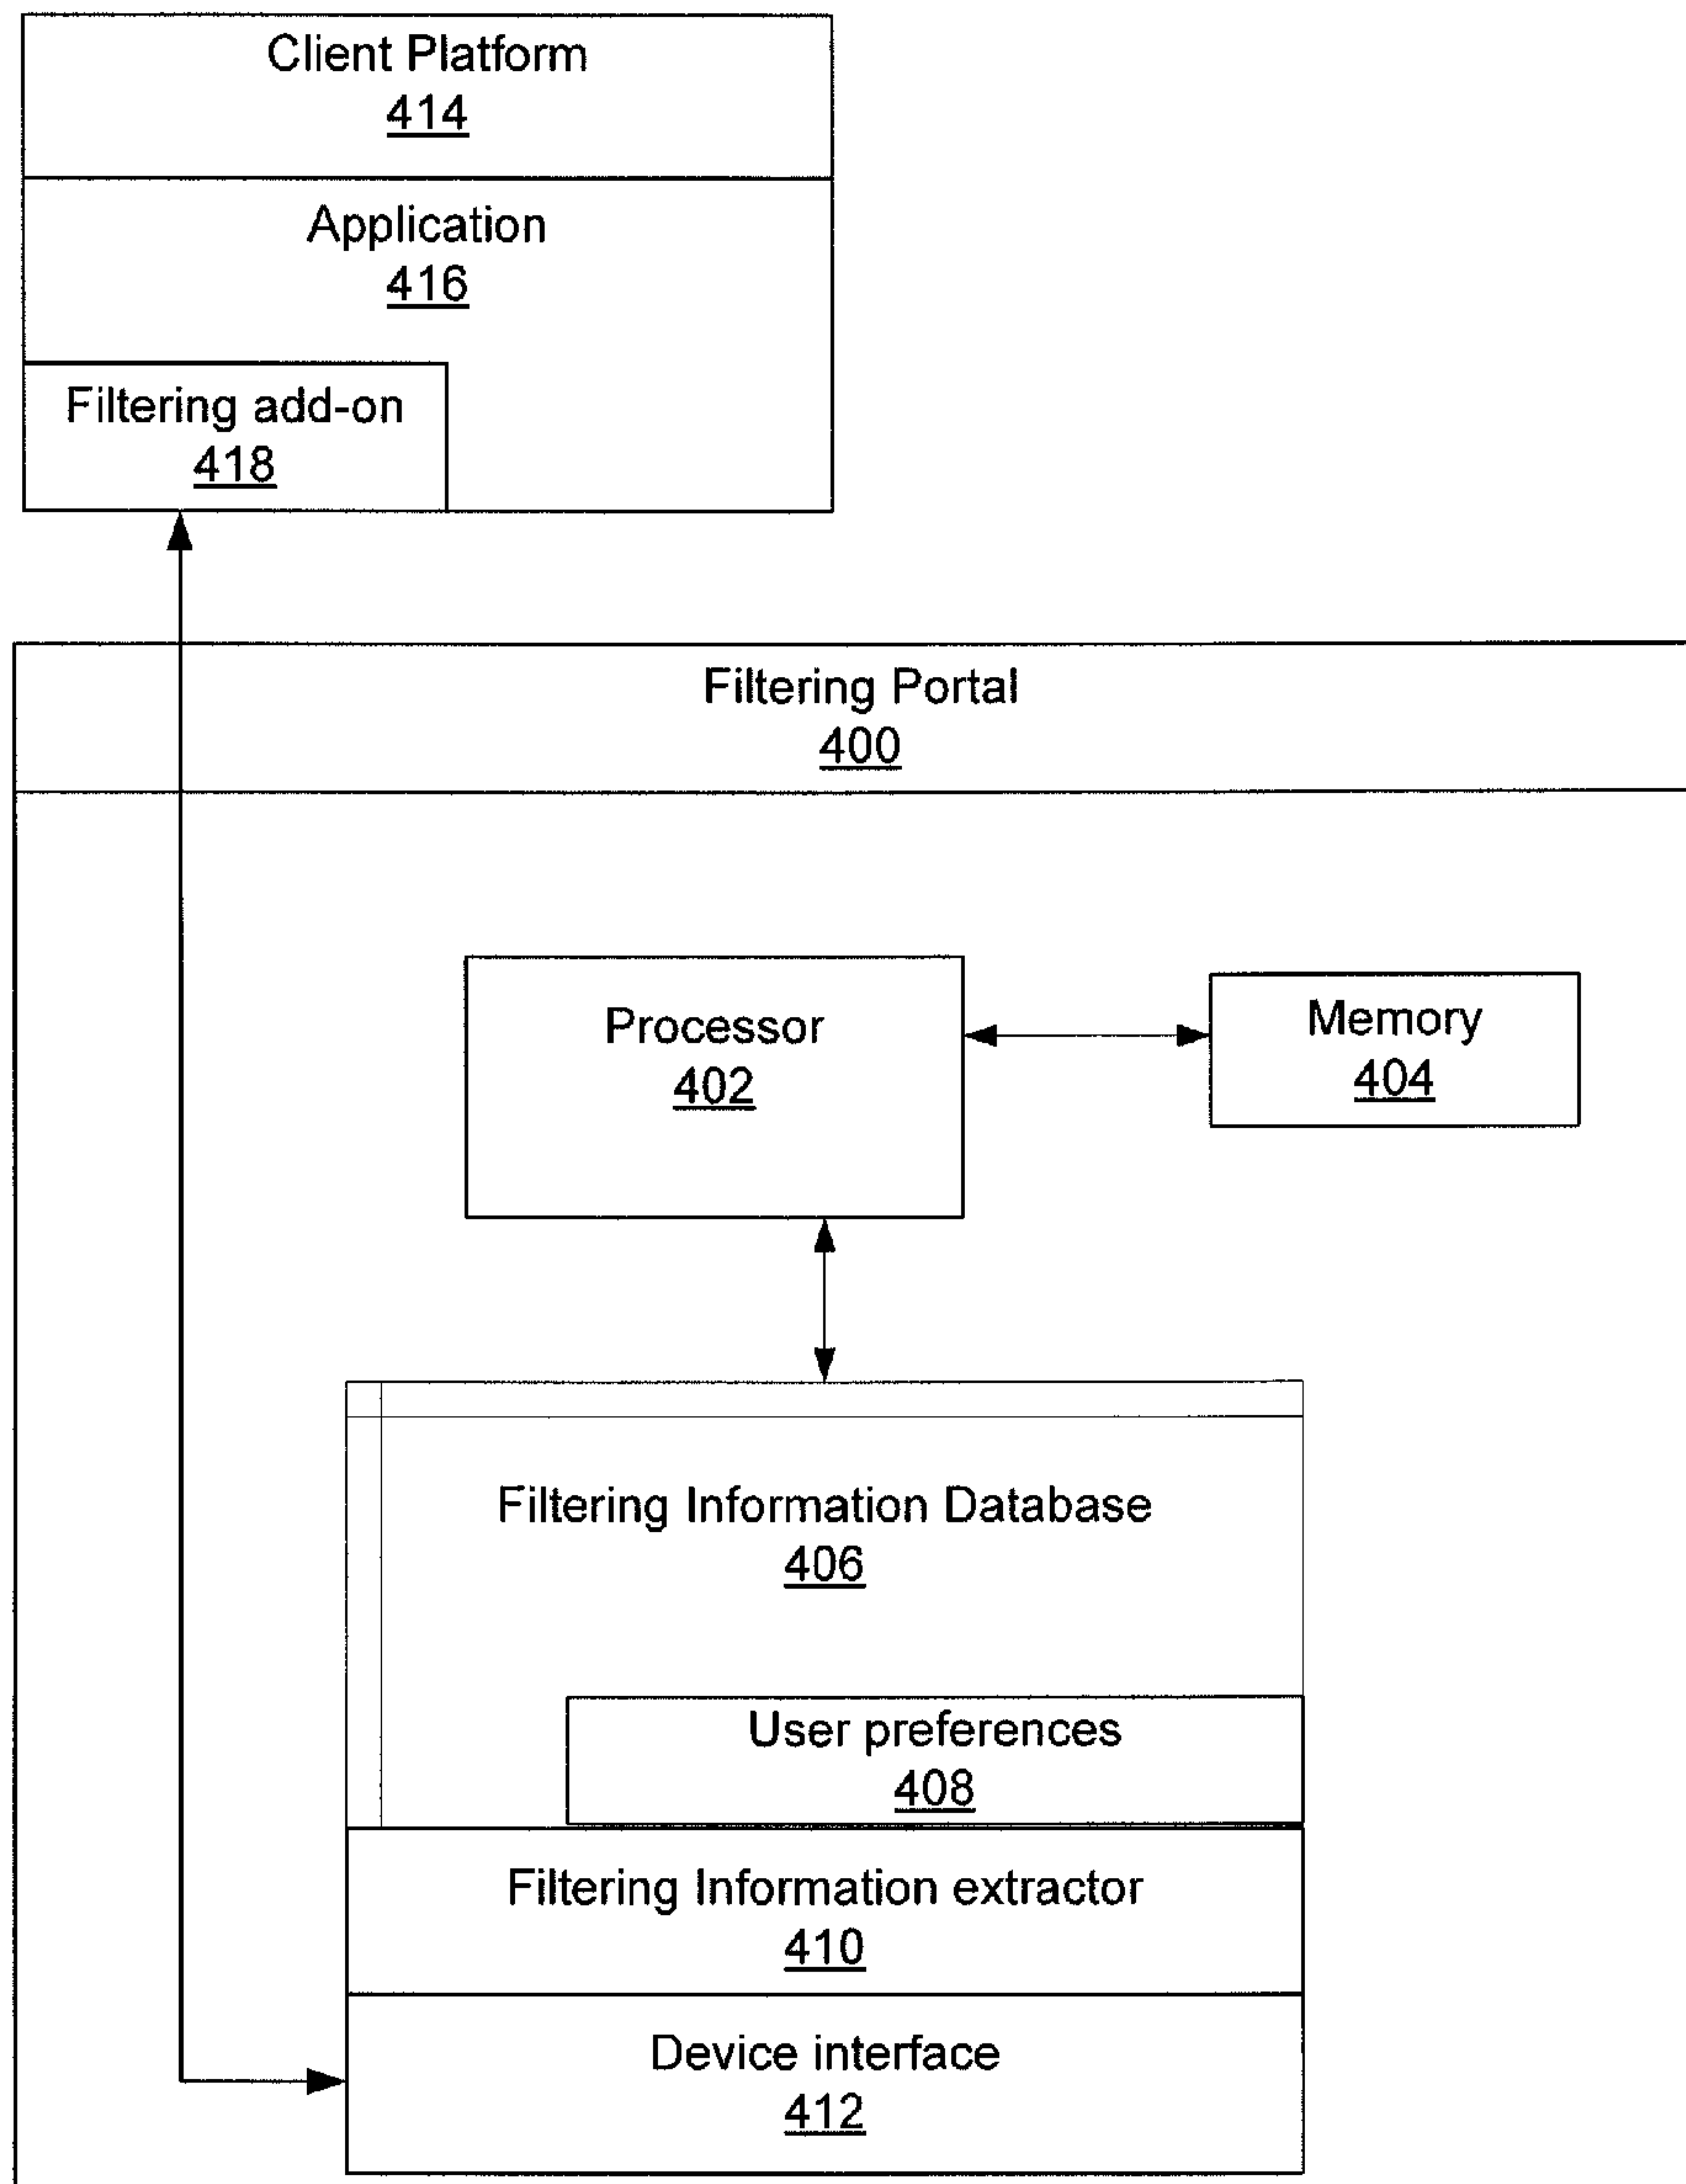 Client Platform
414
Application
416
Filtering add-on
418
Filtering Portal
400
Processor
402
Memory
404
Filtering Information Database
406
User preferences
408
Filtering Information extractor
410
Device interface
412